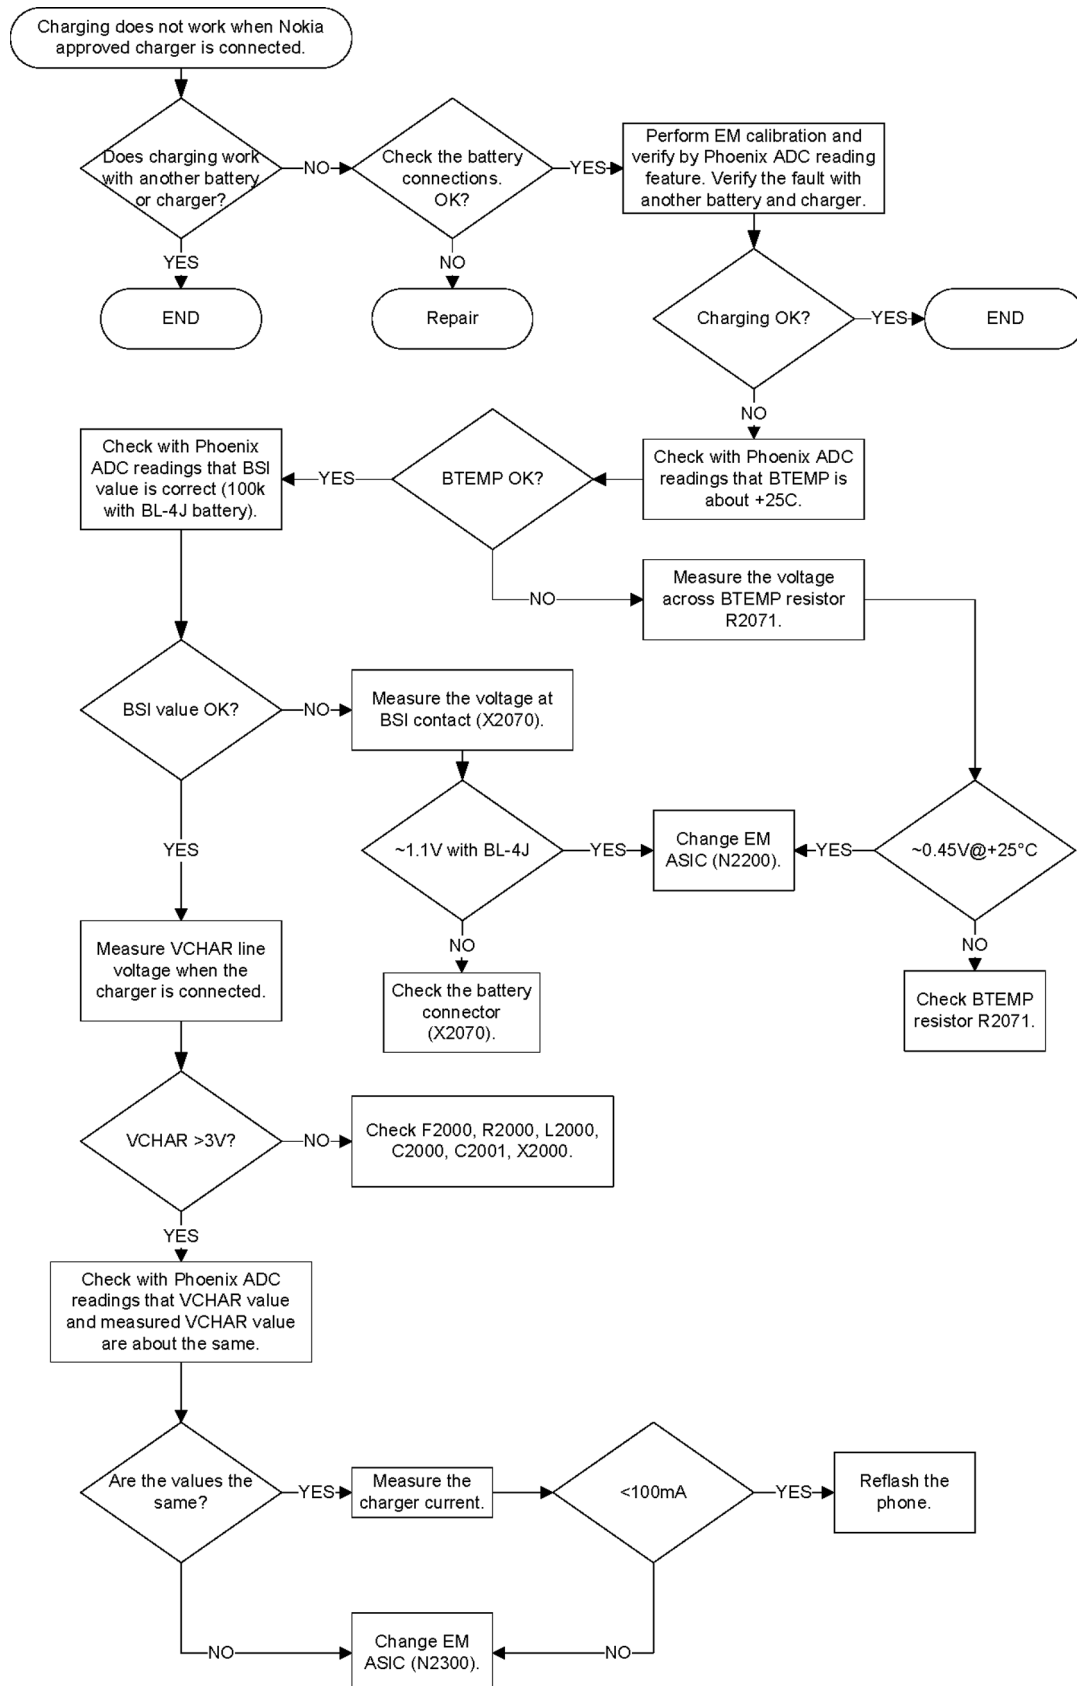 Charging does not work when Nokia
approved charger is connected.
Does charging work
with another battery
or charger?
NO
Check the battery
connections.
OK?
YES
Perform EM calibration and
verify by Phoenix ADC reading
feature. Verify the fault with
another battery and charger.
YES
END
NO
Repair
Charging OK?
YES
END
NO
Check with Phoenix ADC
readings that BTEMP is
about +25C.
BTEMP OK?
YES
Check with Phoenix
ADC readings that BSI
value is correct (100k
with BL-4J battery).
NO
Measure the voltage
across BTEMP resistor
R2071.
BSI value OK?
NO
Measure the voltage at
BSI contact (X2070).
YES
~1.1V with BL-4J
YES
Change EM
ASIC (N2200).
YES
~0.45V@+25°C
NO
Check the battery
connector
(X2070).
NO
Check BTEMP
resistor R2071.
Measure VCHAR line
voltage when the
charger is connected.
VCHAR >3V?
NO
Check F2000, R2000, L2000,
C2000, C2001, X2000.
YES
Check with Phoenix ADC
readings that VCHAR value
and measured VCHAR value
are about the same.
Are the values the
same?
YES
Measure the
charger current.
<100mA
YES
Reflash the
phone.
NO
Change EM
ASIC (N2300).
NO